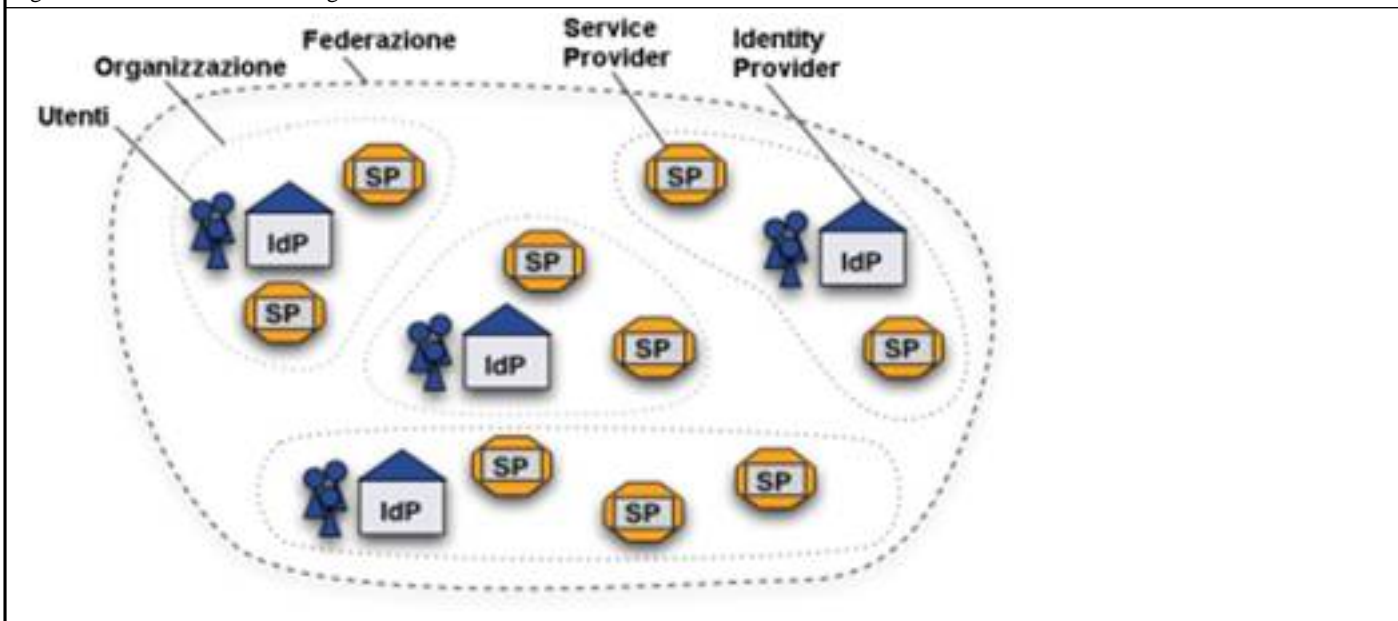 Federazione
Service
Provider
Identity
Provider
Organizzazione
Utenti
SP
SP
IdP
IdP
SP
SP
SP
SP
IdP
SP
SP
SP
IdP
SP